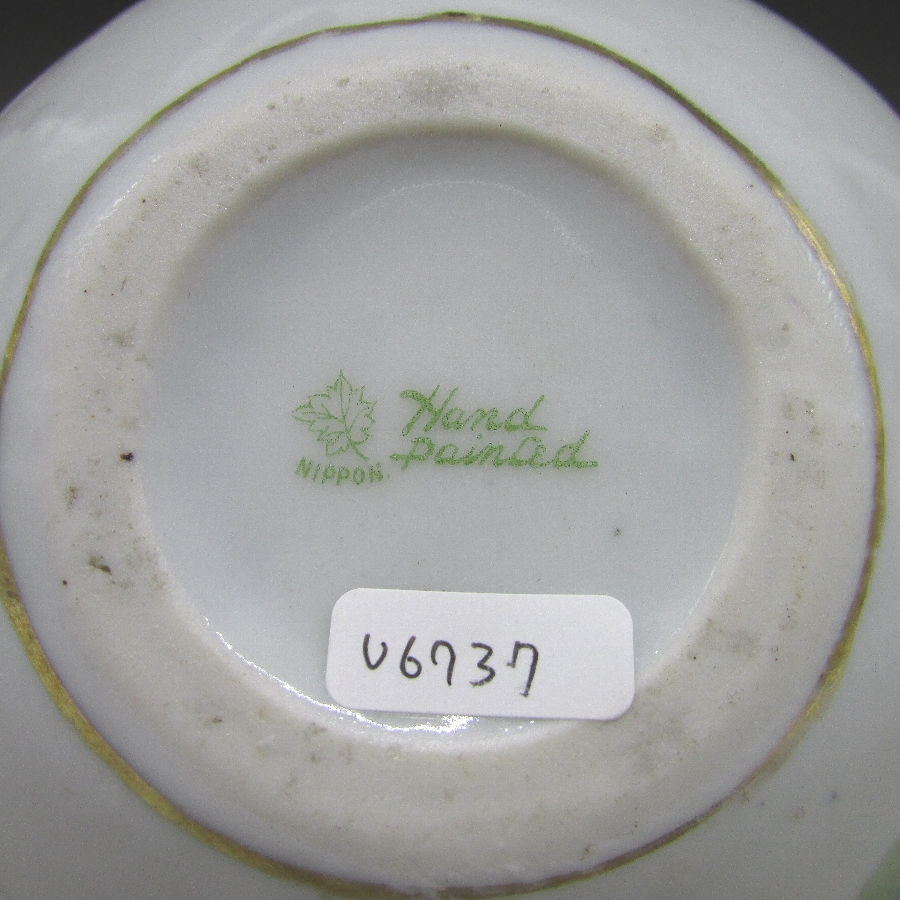 Hand
Painted
NIPPON
U6737